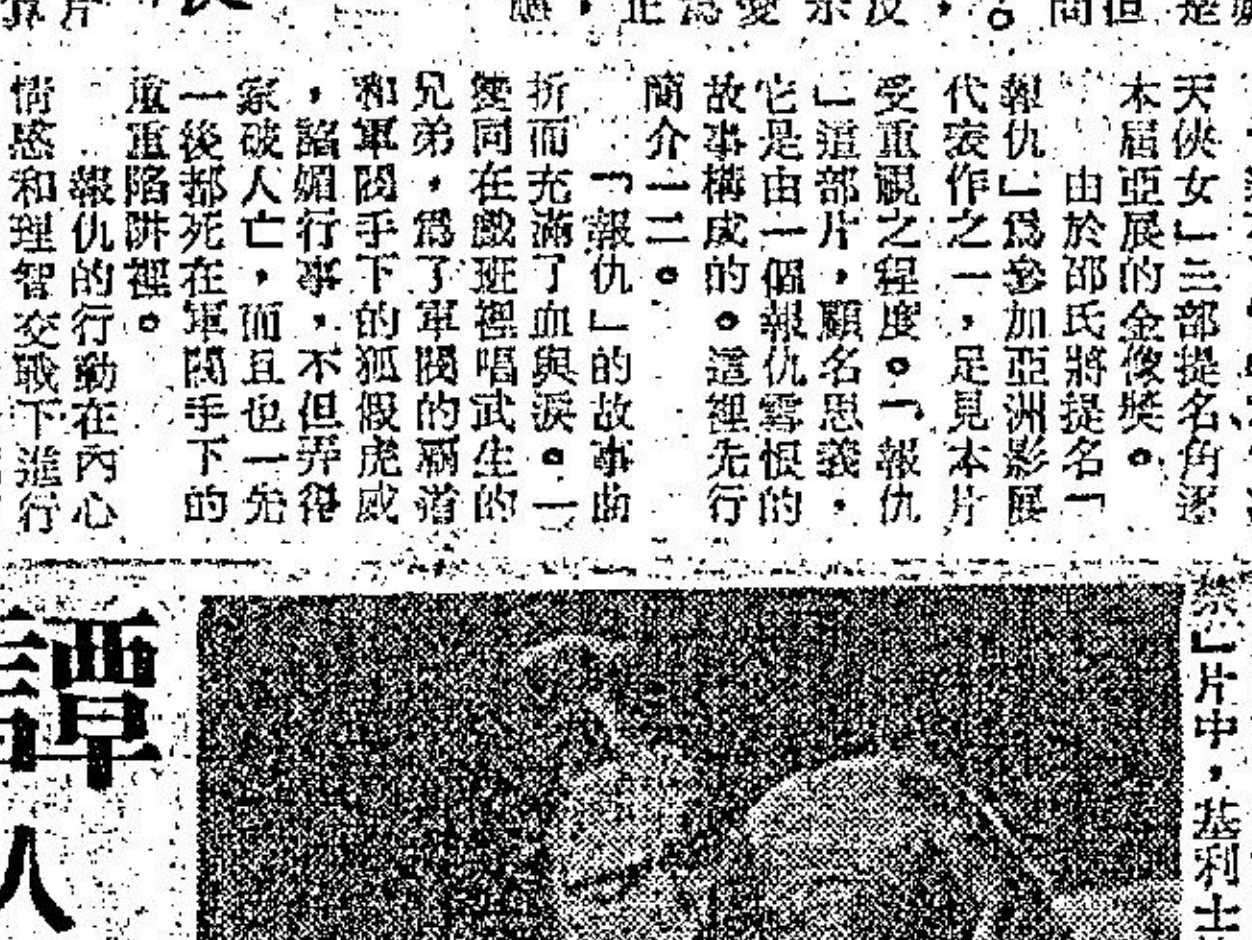 天俠女」三部提名角逐
本屆亞展的金像獎。
由於邵氏將提名「
報仇」為參加亞洲影展
代表作之一，足見本片
受重視之程度。「報仇
」這部片，顧名思義，
它是由一個報仇雪恨的
故事構成的。這裡先行
簡介一二。
「報仇」的故事曲
折而充滿了血與淚。一
雙同在戲班裡唱武生的
兄弟，為了軍閥的霸道
和軍閥手下的狐假虎威
，諂媚行事，不但弄得
家破人亡，而且也一先
一後都死在軍閥手下的
重重陷阱裡。
報仇的行動在內心
情感和理智交戰下進行
禁」片中，基利士
譚
人